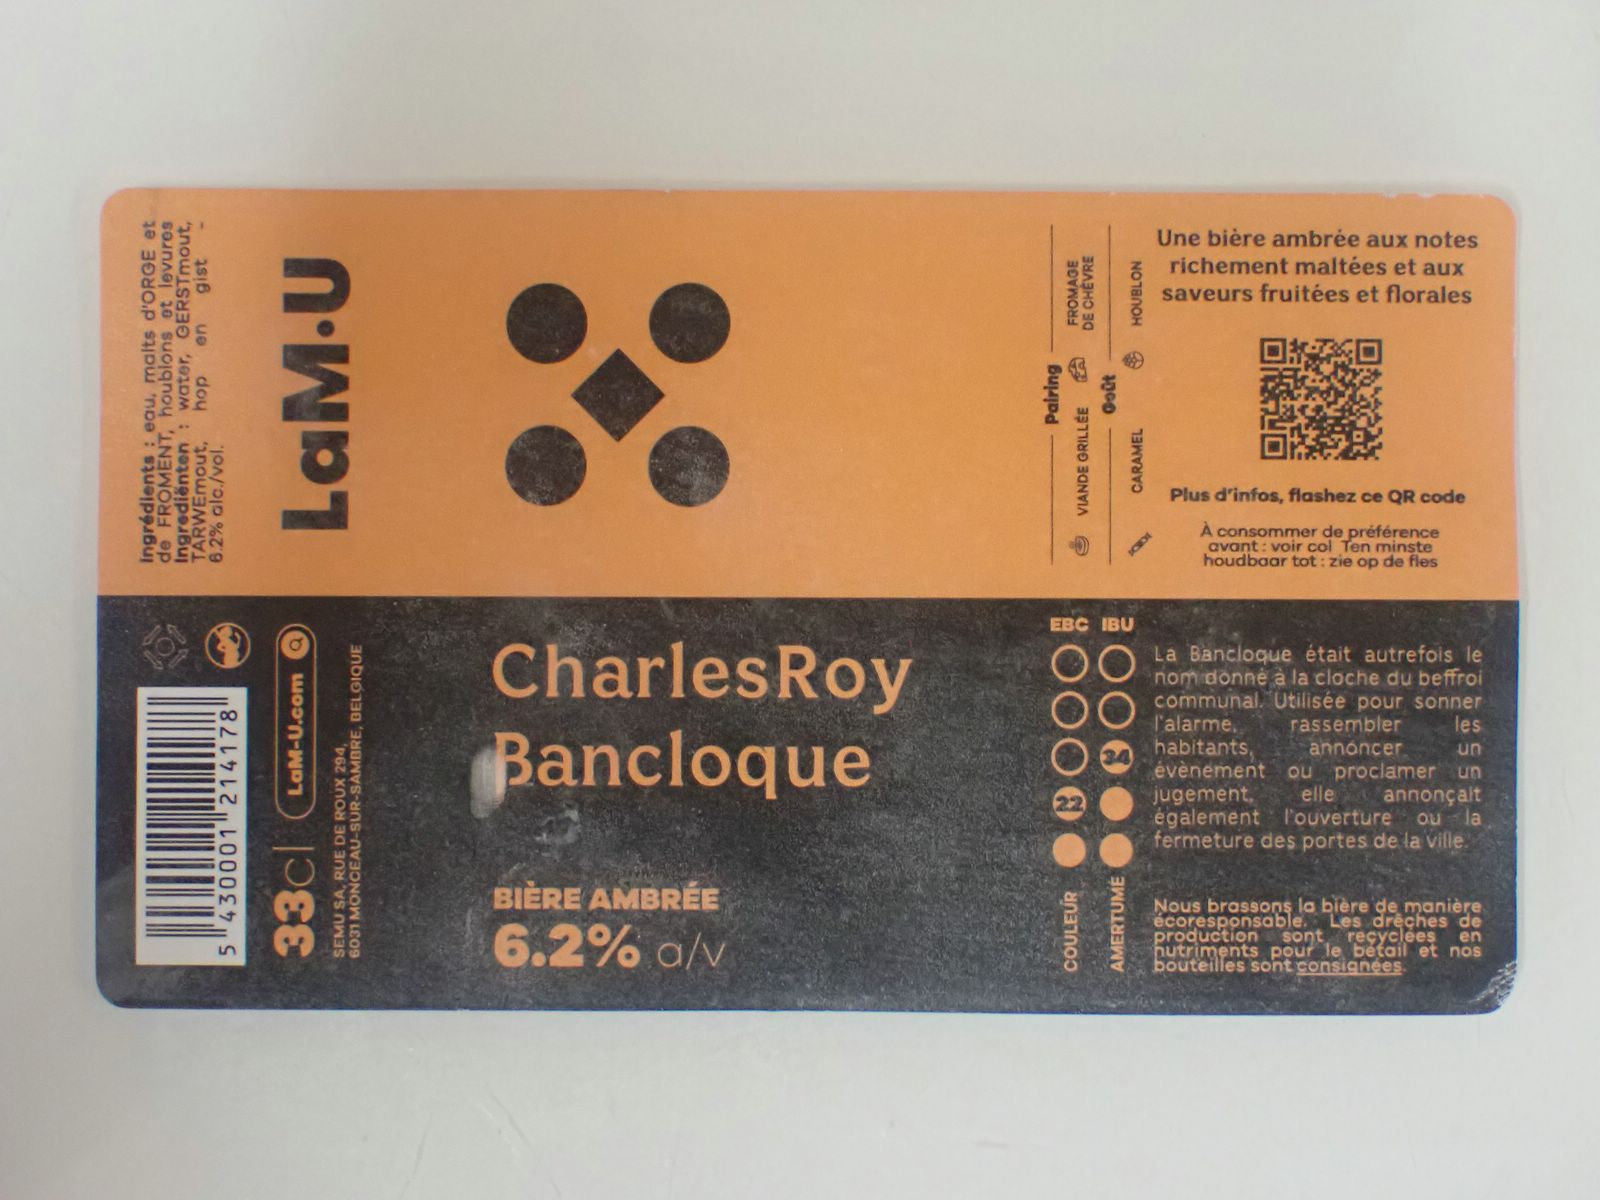 Ingrédients : eau, malts d'ORGE et
de FROMENT, houblons et levures
Ingrediënten : water, GERSTmout,
TARWEmout, hop en gist -
6.2% alc./vol.
LaM.U
Pairing
VIANDE GRILLÉE
FROMAGE
DE CHÈVRE
Goût
CARAMEL
HOUBLON
Une bière ambrée aux notes
richement maltées et aux
saveurs fruitées et florales
Plus d'infos, flashez ce QR code
À consommer de préférence
avant : voir col Ten minste
houdbaar tot : zie op de fles
5 430001 214178
33cl
LaM-U.com
SEMU SA, RUE DE ROUX 294,
6031 MONCEAU-SUR-SAMBRE, BELGIQUE
CharlesRoy
Bancloque
BIÈRE AMBRÉE
6.2% a/v
EBC IBU
34
22
COULEUR
AMERTUME
La Bancloque était autrefois le
nom donné à la cloche du beffroi
communal. Utilisée pour sonner
l'alarme, rassembler les
habitants, annoncer un
évènement ou proclamer un
jugement, elle annonçait
également l'ouverture ou la
fermeture des portes de la ville.
Nous brassons la bière de manière
écoresponsable. Les drêches de
production sont recyclées en
nutriments pour le bétail et nos
bouteilles sont consignées.